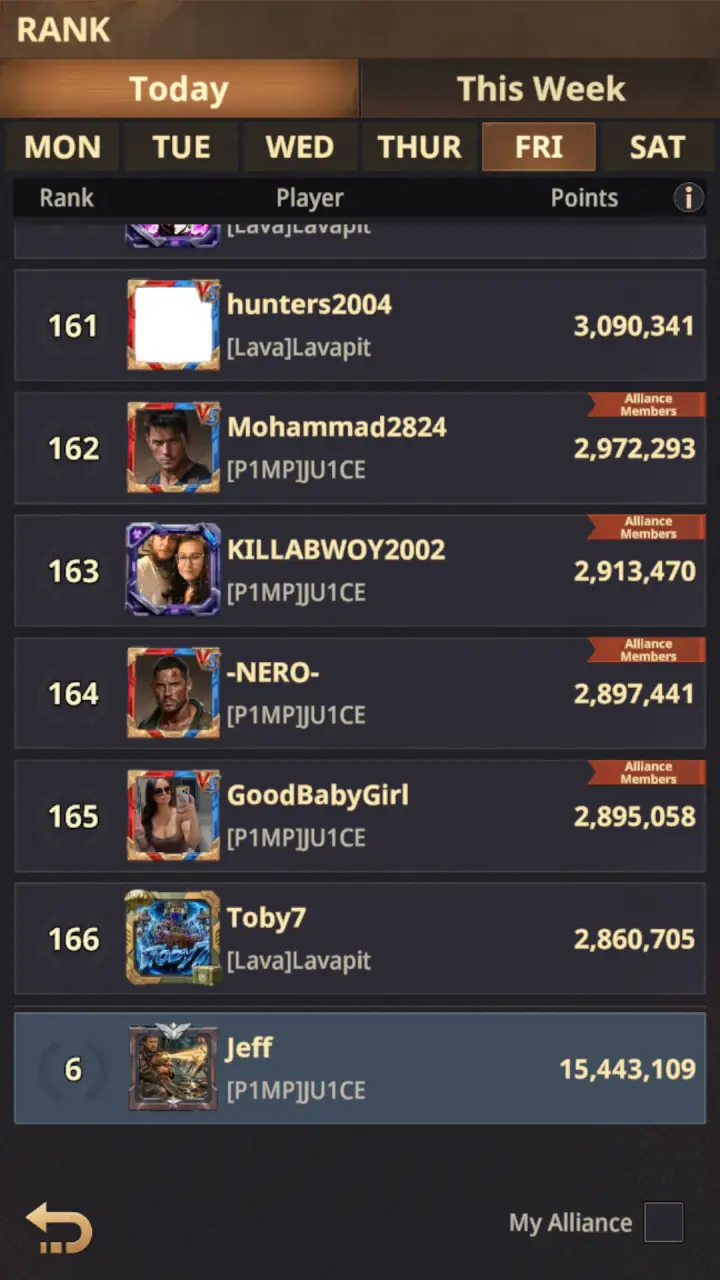 RANK
Today
This Week
MON
TUE
WED
THUR
FRI
SAT
Rank
Player
Points
[Lava]Lavapit
161
hunters2004
[Lava]Lavapit
3,090,341
162
Mohammad2824
[P1MP]JU1CE
Alliance
Members
2,972,293
163
KILLABWOY2002
[P1MP]JU1CE
Alliance
Members
2,913,470
164
-NERO-
[P1MP]JU1CE
Alliance
Members
2,897,441
165
GoodBabyGirl
[P1MP]JU1CE
Alliance
Members
2,895,058
166
TOBY7
Toby7
[Lava]Lavapit
2,860,705
6
Jeff
[P1MP]JU1CE
15,443,109
My Alliance